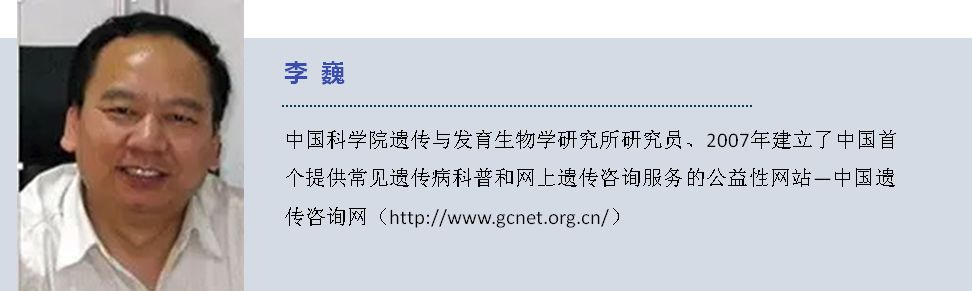 李 巍
中国科学院遗传与发育生物学研究所研究员、2007年建立了中国首
个提供常见遗传病科普和网上遗传咨询服务的公益性网站—中国遗
传咨询网（http://www.gcnet.org.cn/）